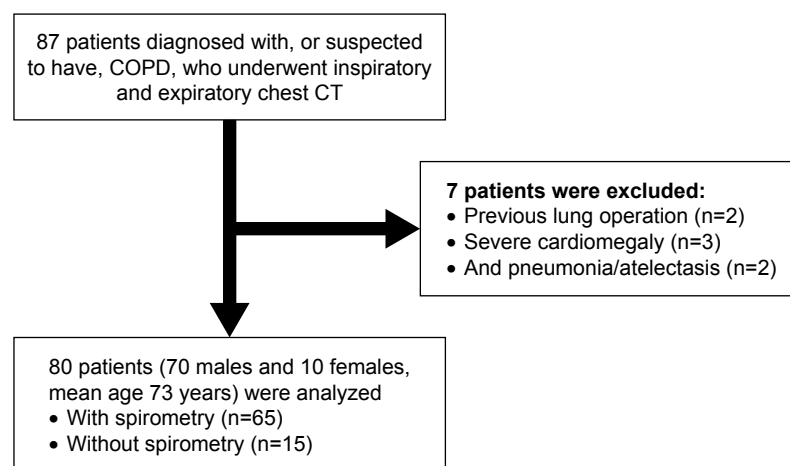 87 patients diagnosed with, or suspected
to have, COPD, who underwent inspiratory
and expiratory chest CT
7 patients were excluded:
• Previous lung operation (n=2)
• Severe cardiomegaly (n=3)
• And pneumonia/atelectasis (n=2)
80 patients (70 males and 10 females,
mean age 73 years) were analyzed
• With spirometry (n=65)
• Without spirometry (n=15)